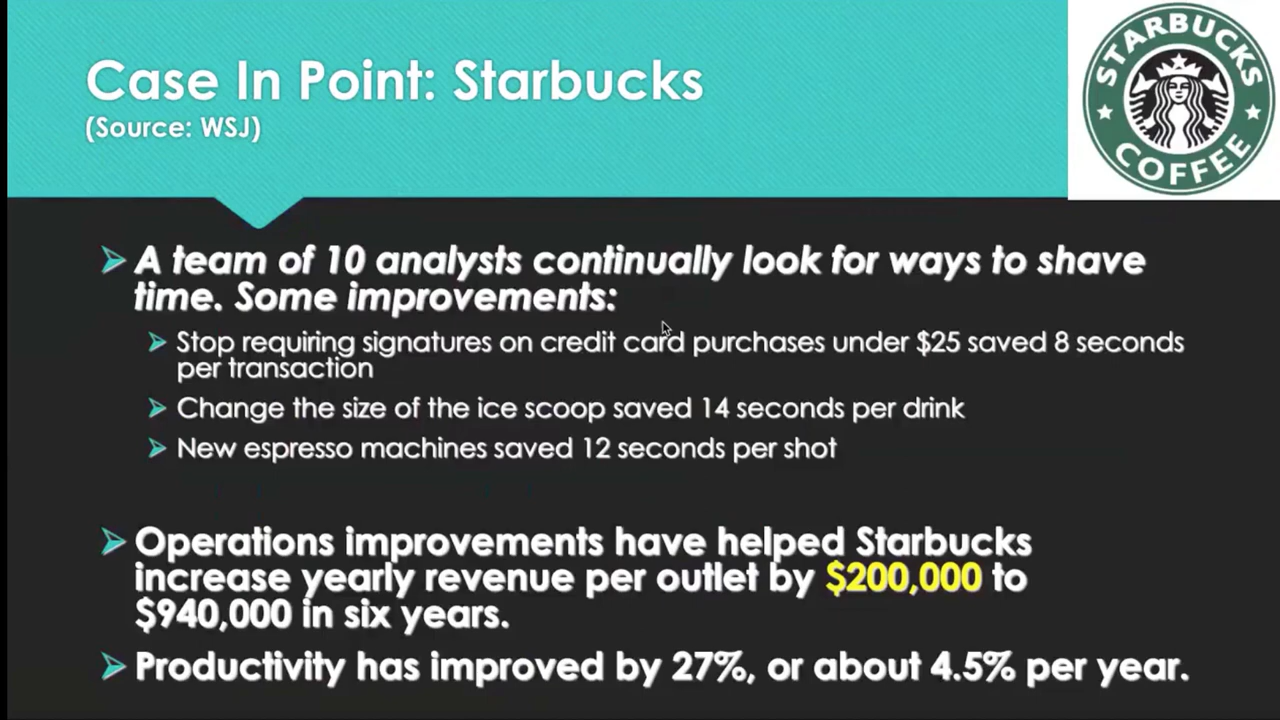 Case In Point: Starbucks
(Source: WSJ)
STARBUCKS
COFFEE
A team of 10 analysts continually look for ways to shave
time. Some improvements:
Stop requiring signatures on credit card purchases under $25 saved 8 seconds
per transaction
Change the size of the ice scoop saved 14 seconds per drink
New espresso machines saved 12 seconds per shot
Operations improvements have helped Starbucks
increase yearly revenue per outlet by $200,000 to
$940,000 in six years.
Productivity has improved by 27%, or about 4.5% per year.